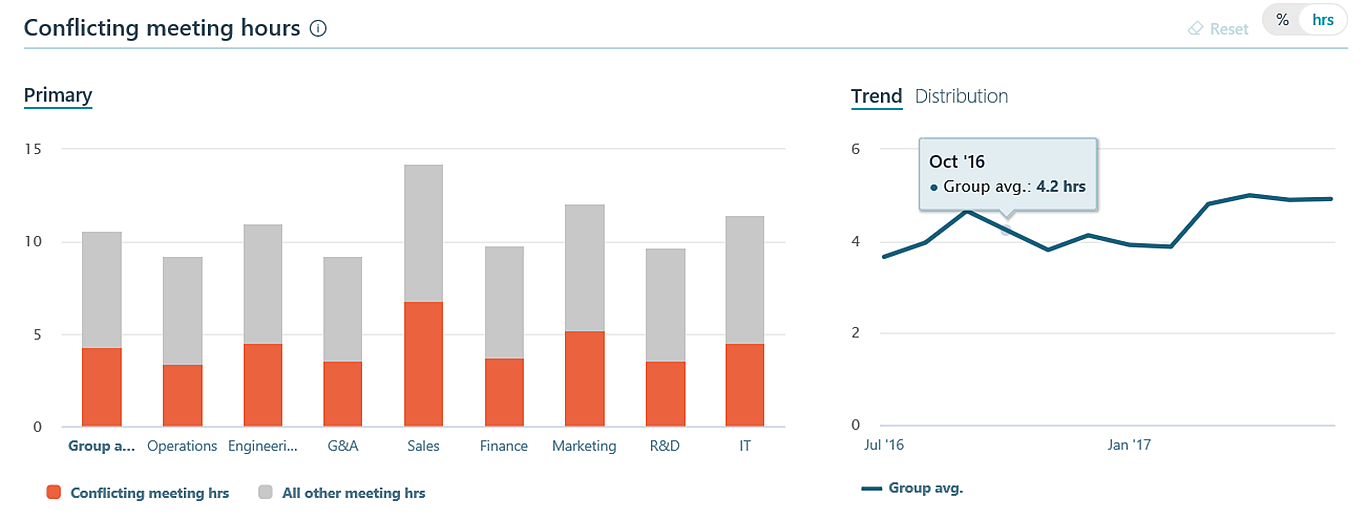 Conflicting meeting hours
Reset
% hrs
Primary
15
10
5
0
Group a... Operations Engineeri... G&A Sales Finance Marketing R&D IT
Conflicting meeting hrs All other meeting hrs
Trend Distribution
Oct '16
Group avg.: 4.2 hrs
6
4
2
0
Jul '16 Jan '17
Group avg.